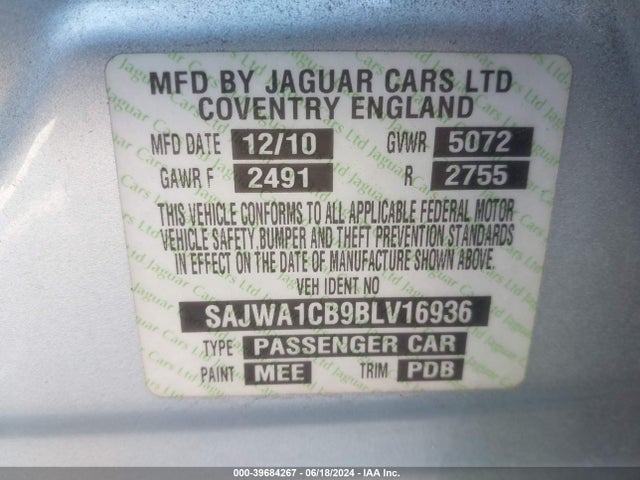 MFD BY JAGUAR CARS LTD
COVENTRY ENGLAND
MFD DATE 12/10 GVWR 5072
GAWR F 2491 R 2755
THIS VEHICLE CONFORMS TO ALL APPLICABLE FEDERAL MOTOR
VEHICLE SAFETY, BUMPER AND THEFT PREVENTION STANDARDS
IN EFFECT ON THE DATE OF MANUFACTURE SHOWN ABOVE.
VEH IDENT NO
SAJWA1CB9BLV16936
TYPE PASSENGER CAR
PAINT MEE TRIM PDB
000-39684267 - 06/18/2024 - IAA Inc.